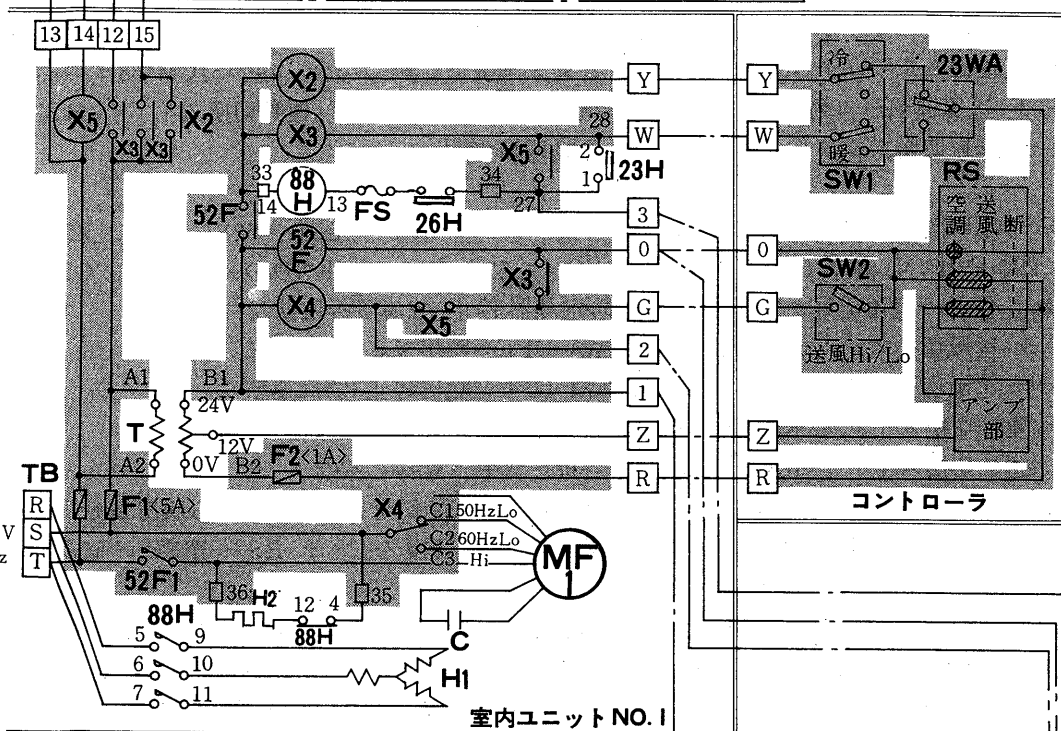 13 14 12 15
X5 X3 X3 X2
X2 Y Y 冷 23WA
X3 28 W W
X5 2 1 23H 暖 SW1 RS
33 88H 14 13 FS 26H 34 27
空調 送風 断
52F 3
52F 0 0
X3 SW2
X4 X5 G G
送風Hi/Lo
2
A1 B1 24V 1
T 12V Z Z アンプ部
A2 0V B2 F2<1A> R R
コントローラ
TB
R F1<5A> X4 C1 50HzLo
V S C2 60HzLo
z T 52F1 C3 Hi MF1
36 H2 35
12 4
88H 88H
5 9 C
6 10 H1
7 11
室内ユニットNO.1